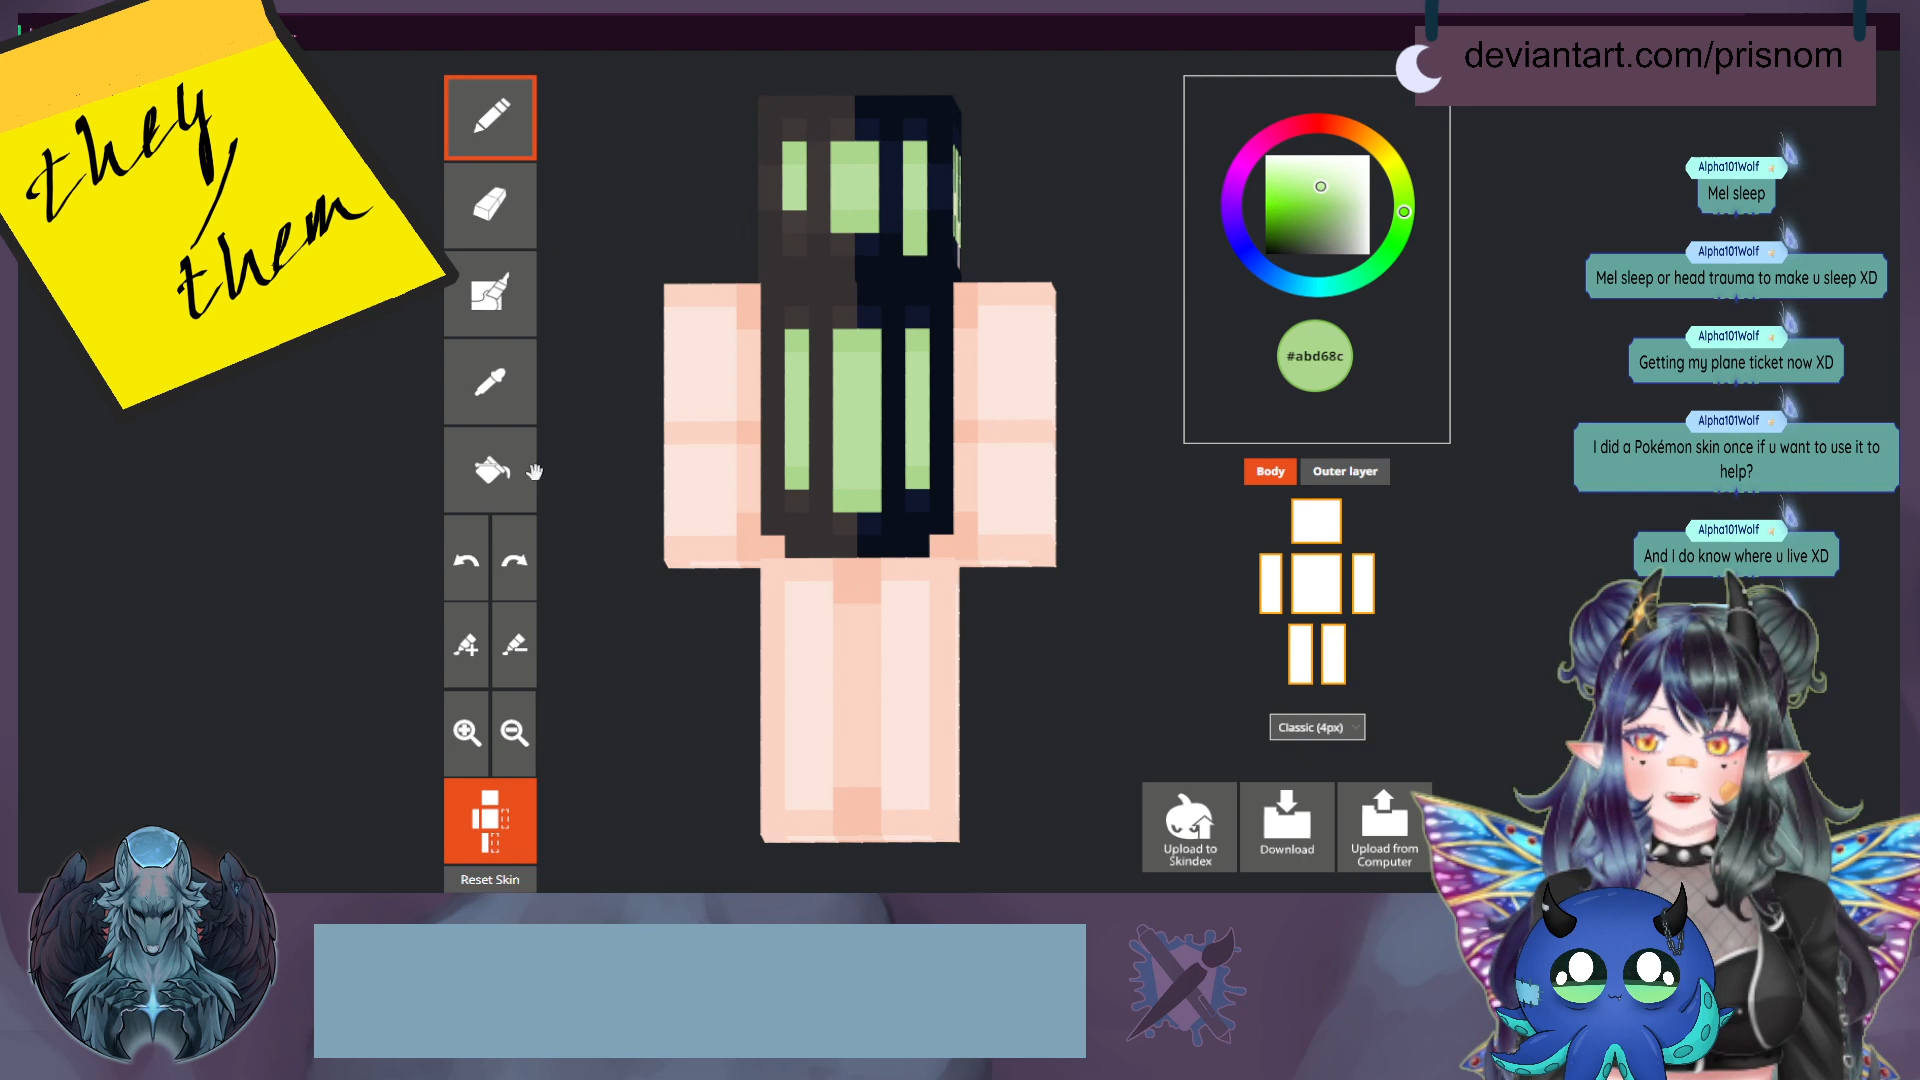 they
/
them
deviantart.com/prisnom
#abd68c
Body
Outer layer
Classic (4px)
Upload to
Skindex
Download
Upload from
Computer
Reset Skin
Alpha101Wolf
Mel sleep
Alpha101Wolf
Mel sleep or head trauma to make u sleep XD
Alpha101Wolf
Getting my plane ticket now XD
Alpha101Wolf
I did a Pokémon skin once if u want to use it to
help?
Alpha101Wolf
And I do know where u live XD